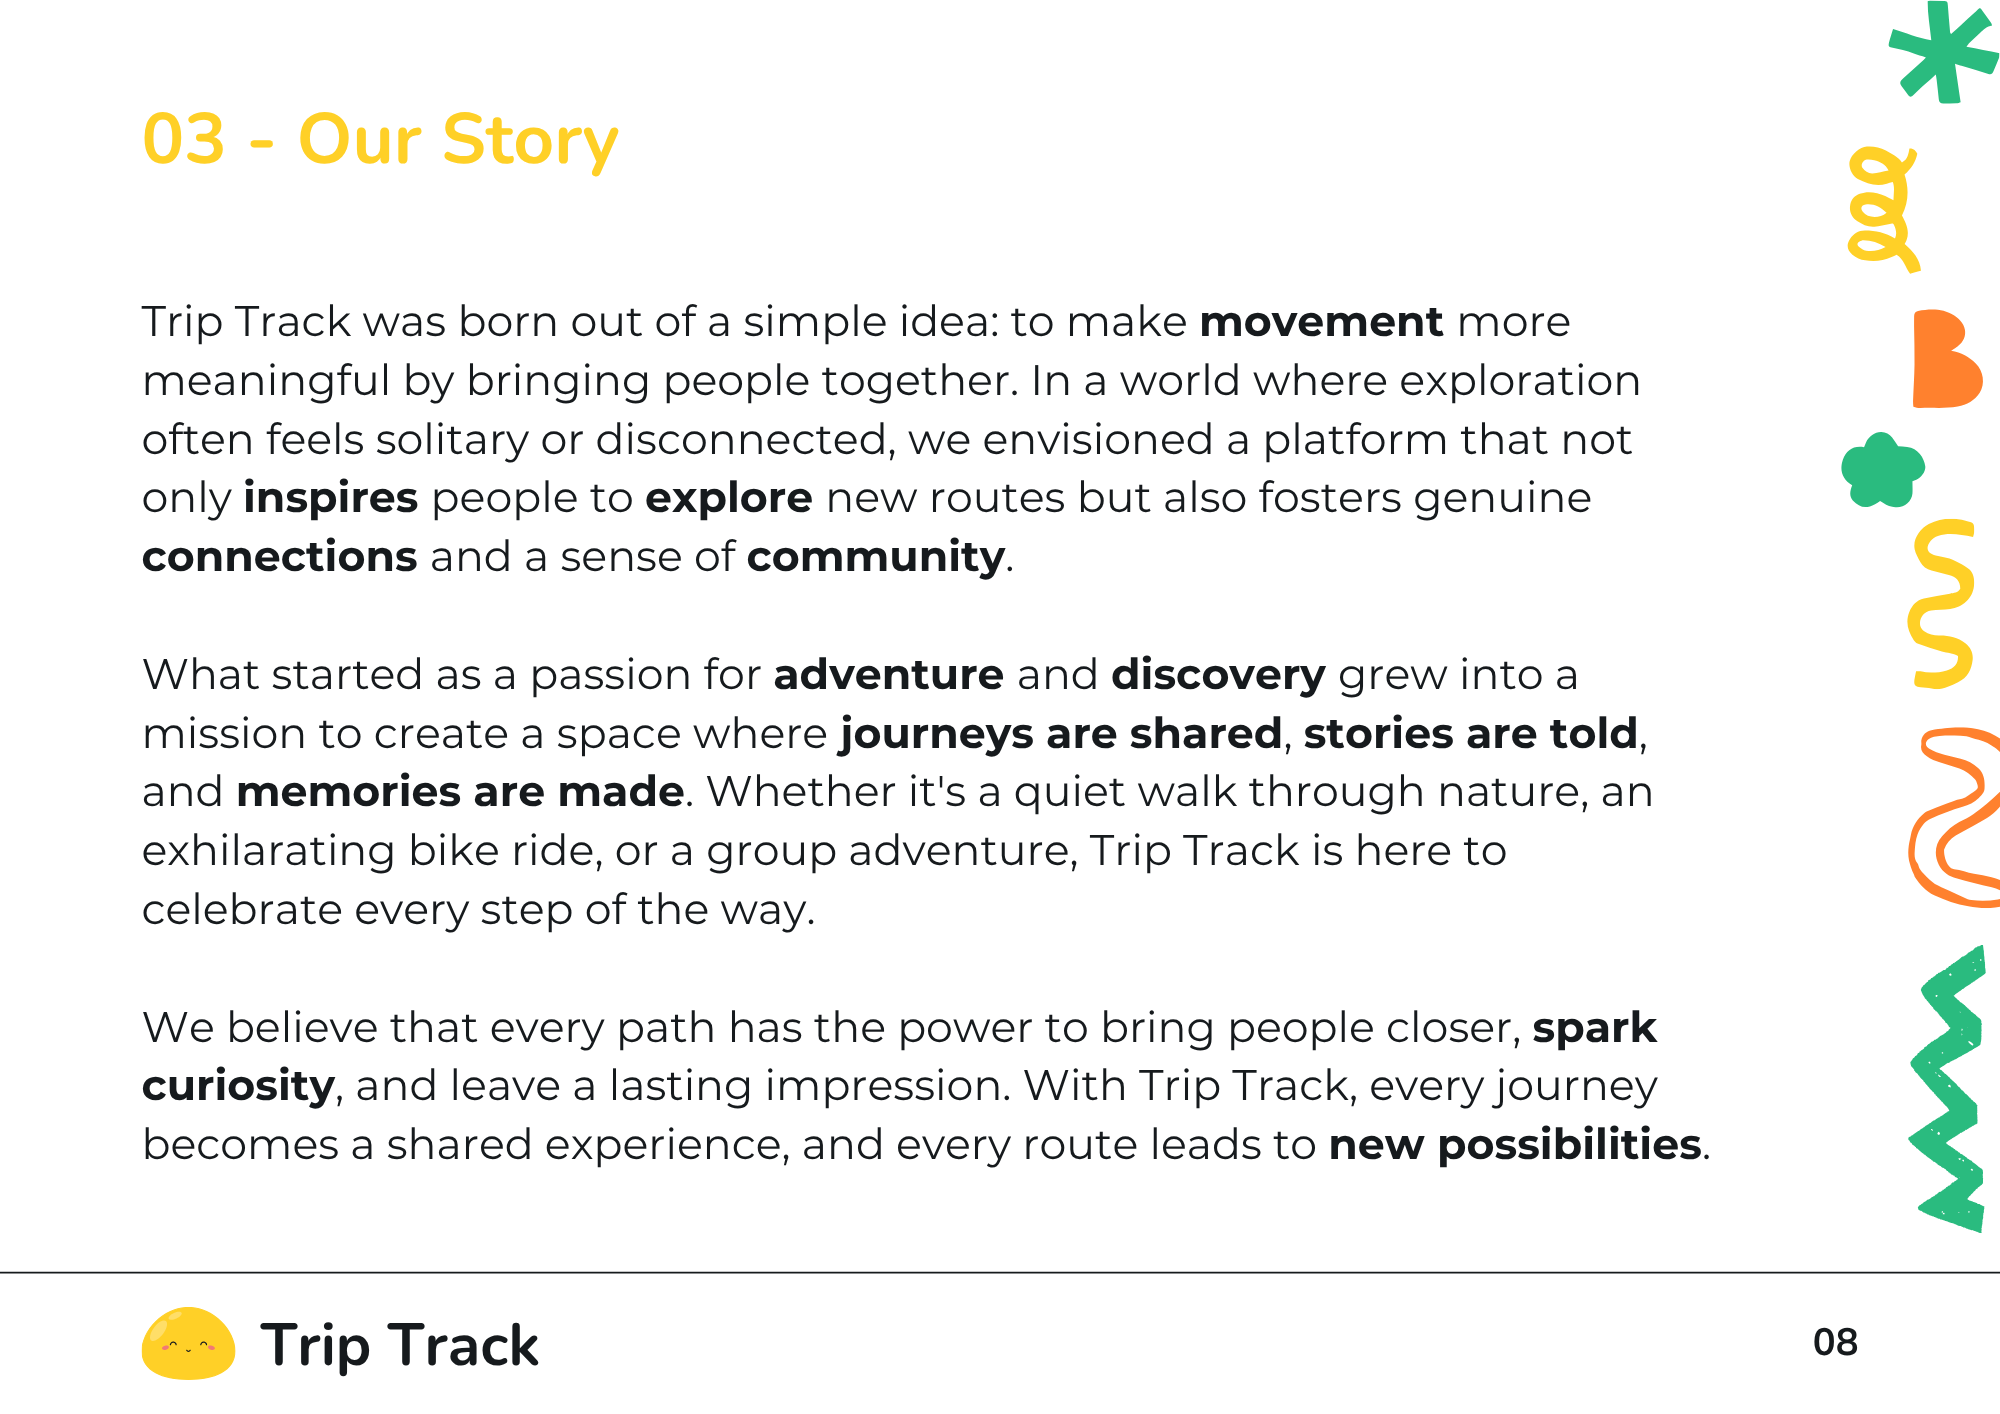 03 - Our Story
Trip Track was born out of a simple idea: to make movement more
meaningful by bringing people together. In a world where exploration
often feels solitary or disconnected, we envisioned a platform that not
only inspires people to explore new routes but also fosters genuine
connections and a sense of community.
What started as a passion for adventure and discovery grew into a
mission to create a space where journeys are shared, stories are told,
and memories are made. Whether it's a quiet walk through nature, an
exhilarating bike ride, or a group adventure, Trip Track is here to
celebrate every step of the way.
We believe that every path has the power to bring people closer, spark
curiosity, and leave a lasting impression. With Trip Track, every journey
becomes a shared experience, and every route leads to new possibilities.
Trip Track
08